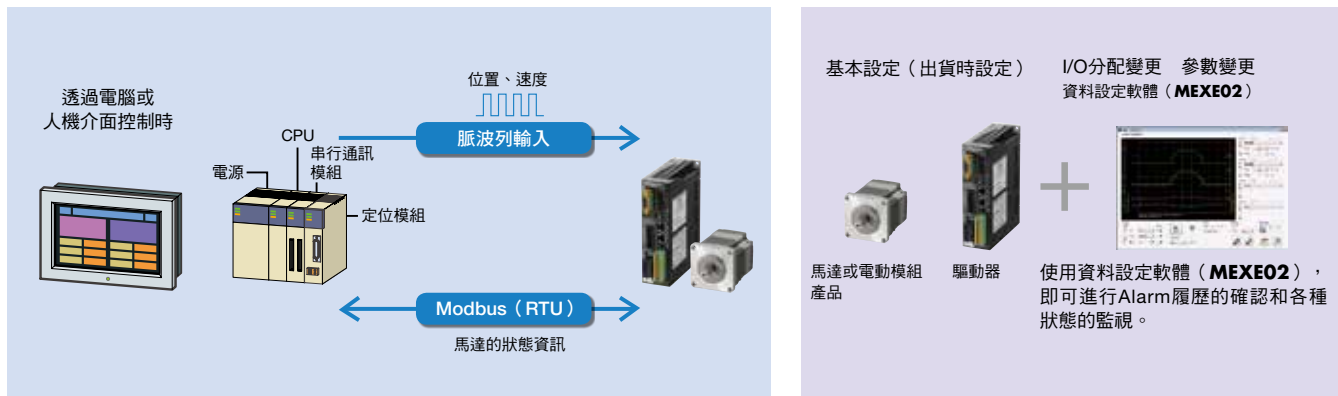 透過電腦或
人機介面控制時
電源
CPU
串行通訊
模組
定位模組
位置、速度
脈波列輸入
Modbus（RTU）
馬達的狀態資訊
基本設定（出貨時設定）
I/O分配變更 參數變更
資料設定軟體（MEXE02）
馬達或電動模組
產品
驅動器
使用資料設定軟體（MEXE02），
即可進行Alarm履歷的確認和各種
狀態的監視。